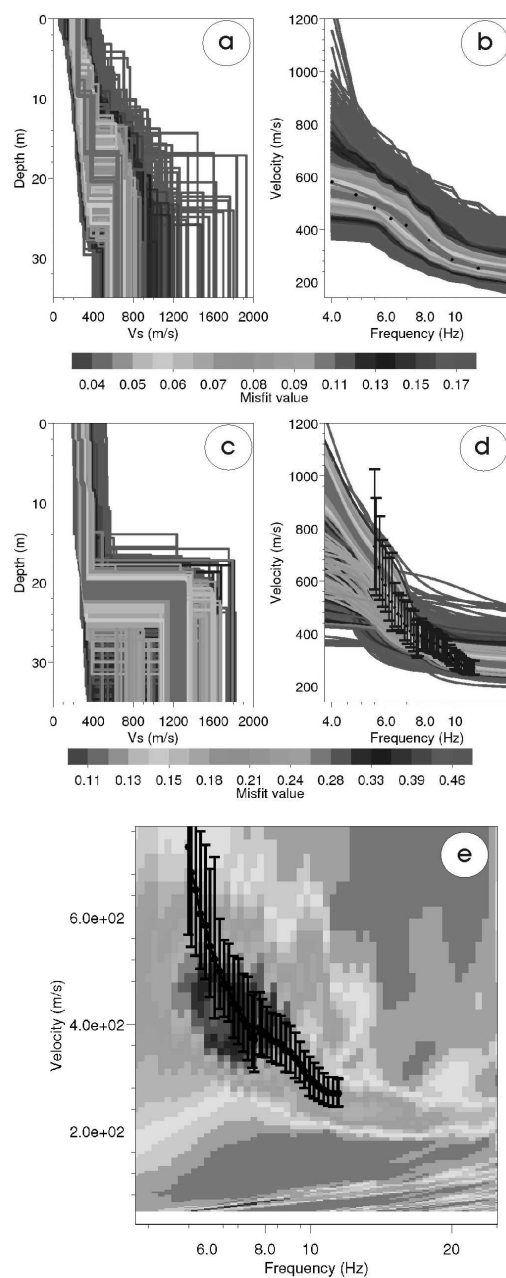 a
0
10
20
30
Depth (m)
0 400 800 1200 1600 2000
Vs (m/s)
b
1200
1000
800
600
400
200
Velocity (m/s)
4.0 6.0 8.0 10
Frequency (Hz)
0.04 0.05 0.06 0.07 0.08 0.09 0.11 0.13 0.15 0.17
Misfit value
c
0
10
20
30
Depth (m)
0 400 800 1200 1600 2000
Vs (m/s)
d
1200
1000
800
600
400
200
Velocity (m/s)
4.0 6.0 8.0 10
Frequency (Hz)
0.11 0.13 0.15 0.18 0.21 0.24 0.28 0.33 0.39 0.46
Misfit value
e
6.0e+02
4.0e+02
2.0e+02
Velocity (m/s)
6.0 8.0 10 20
Frequency (Hz)